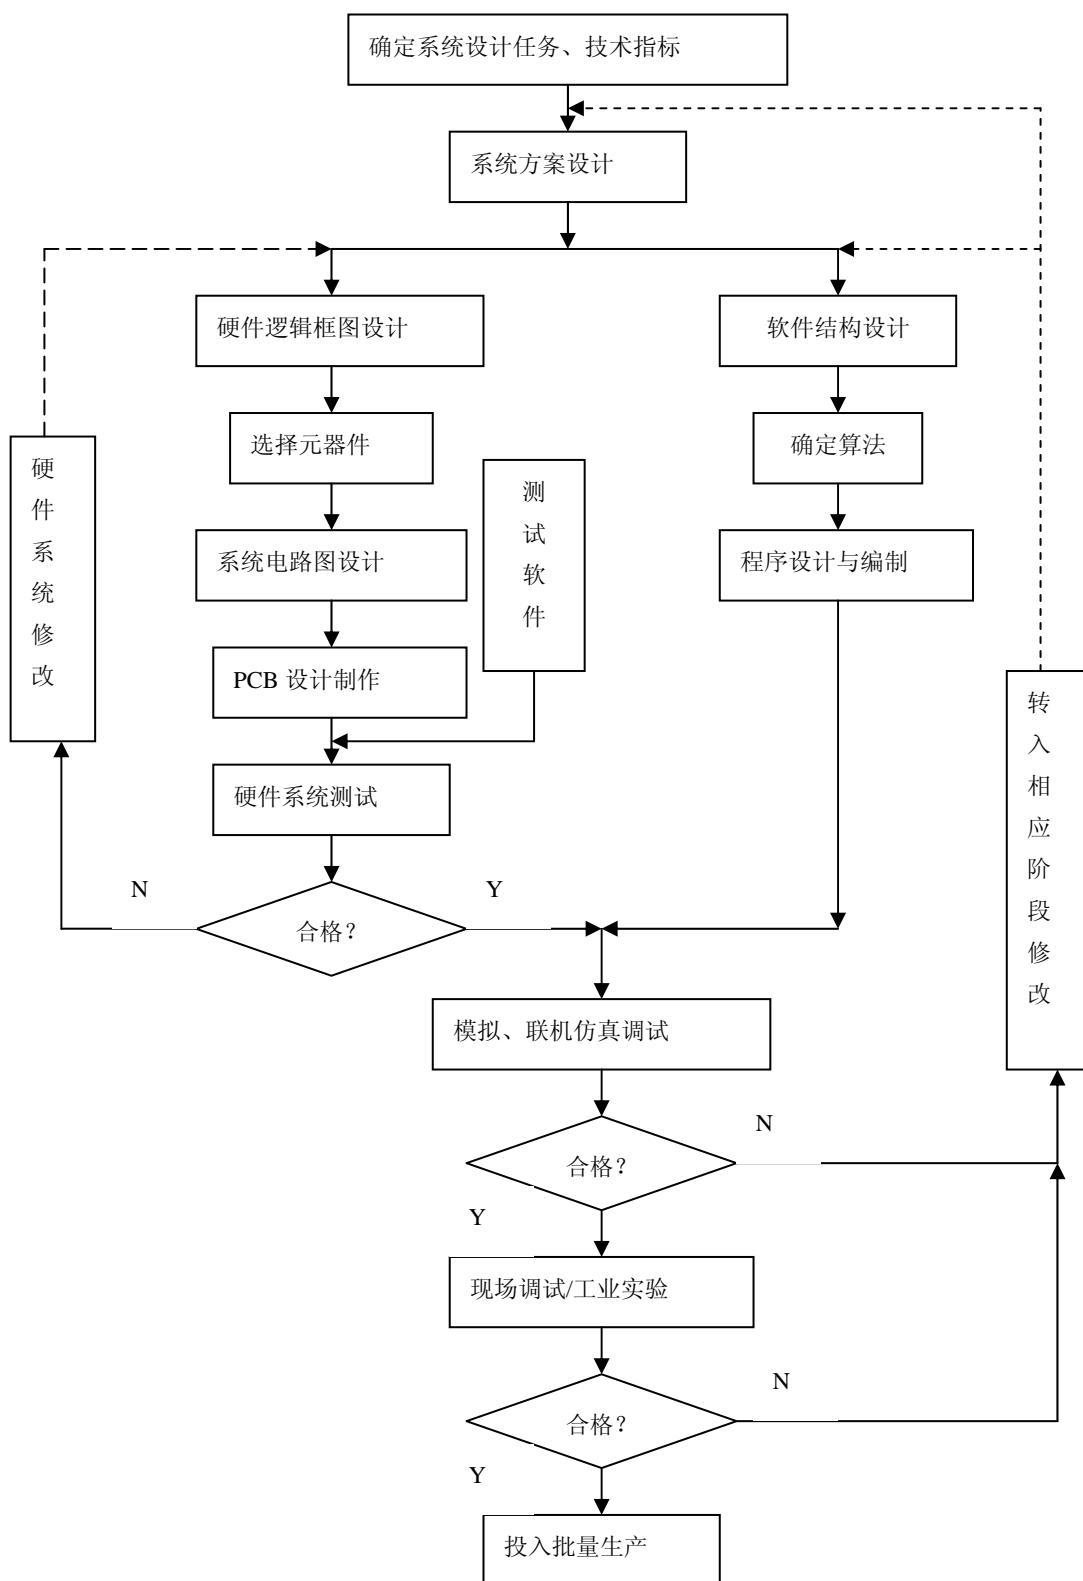 确定系统设计任务、技术指标
系统方案设计
硬件逻辑框图设计
软件结构设计
选择元器件
确定算法
硬件系统修改
测试软件
系统电路图设计
程序设计与编制
PCB 设计制作
转入相应阶段修改
硬件系统测试
N
Y
合格？
模拟、联机仿真调试
N
合格？
Y
现场调试/工业实验
N
合格？
Y
投入批量生产